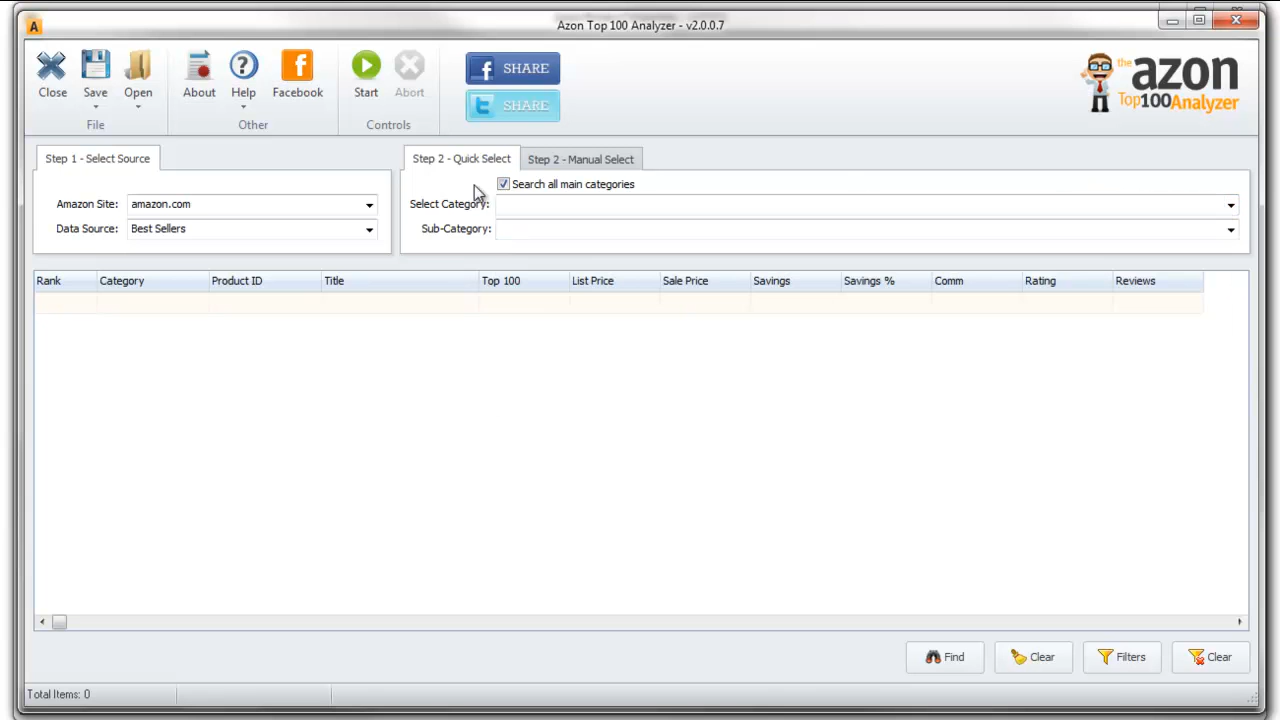 Azon Top 100 Analyzer - v2.0.0.7
A
Close Save Open About Help Facebook Start Abort
File Other Controls
f SHARE
t SHARE
the azon
Top100Analyzer
Step 1 - Select Source
Amazon Site: amazon.com
Data Source: Best Sellers
Step 2 - Quick Select Step 2 - Manual Select
Search all main categories
Select Category:
Sub-Category:
Rank Category Product ID Title Top 100 List Price Sale Price Savings Savings % Comm Rating Reviews
Find Clear Filters Clear
Total Items: 0